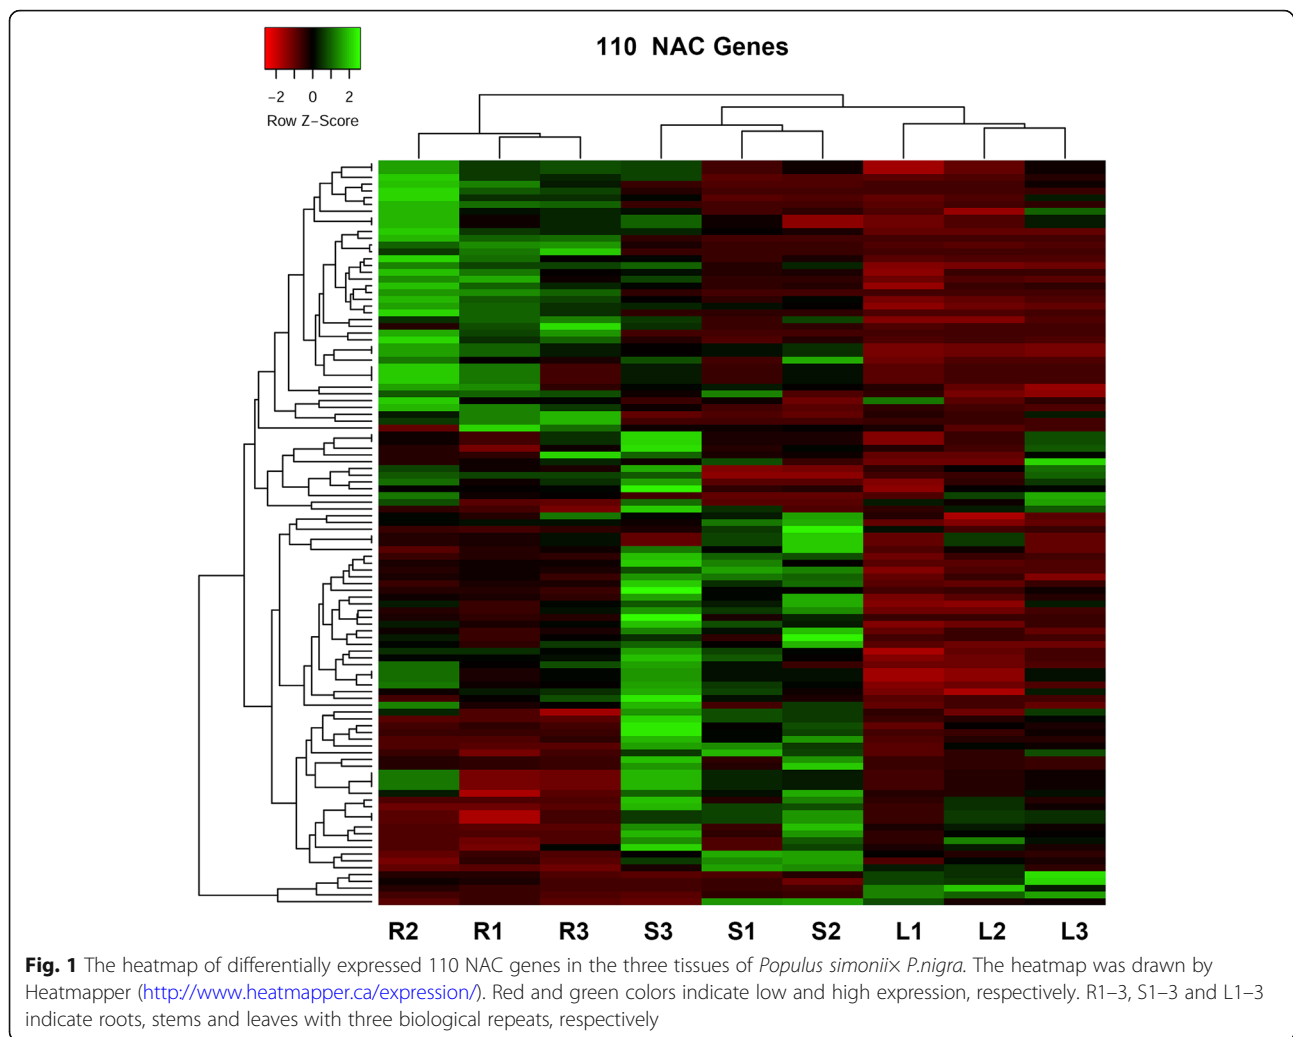 110 NAC Genes
−2 0 2
Row Z−Score
R2 R1 R3 S3 S1 S2 L1 L2 L3
Fig. 1 The heatmap of differentially expressed 110 NAC genes in the three tissues of Populus simonii× P.nigra. The heatmap was drawn by
Heatmapper (http://www.heatmapper.ca/expression/). Red and green colors indicate low and high expression, respectively. R1–3, S1–3 and L1–3
indicate roots, stems and leaves with three biological repeats, respectively